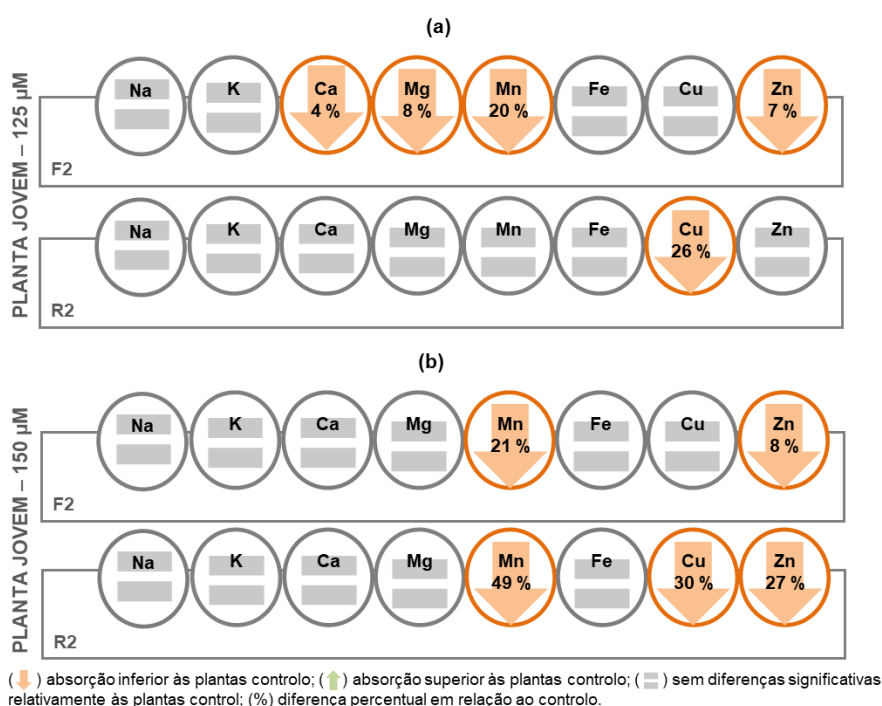 (a)
PLANTA JOVEM – 125 µM
Na K Ca Mg Mn Fe Cu Zn
4 % 8 % 20 % 7 %
F2
Na K Ca Mg Mn Fe Cu Zn
26 %
R2
(b)
PLANTA JOVEM – 150 µM
Na K Ca Mg Mn Fe Cu Zn
21 % 8 %
F2
Na K Ca Mg Mn Fe Cu Zn
49 % 30 % 27 %
R2
( ) absorção inferior às plantas controlo; ( ) absorção superior às plantas controlo; ( ) sem diferenças significativas
relativamente às plantas control; (%) diferença percentual em relação ao controlo.